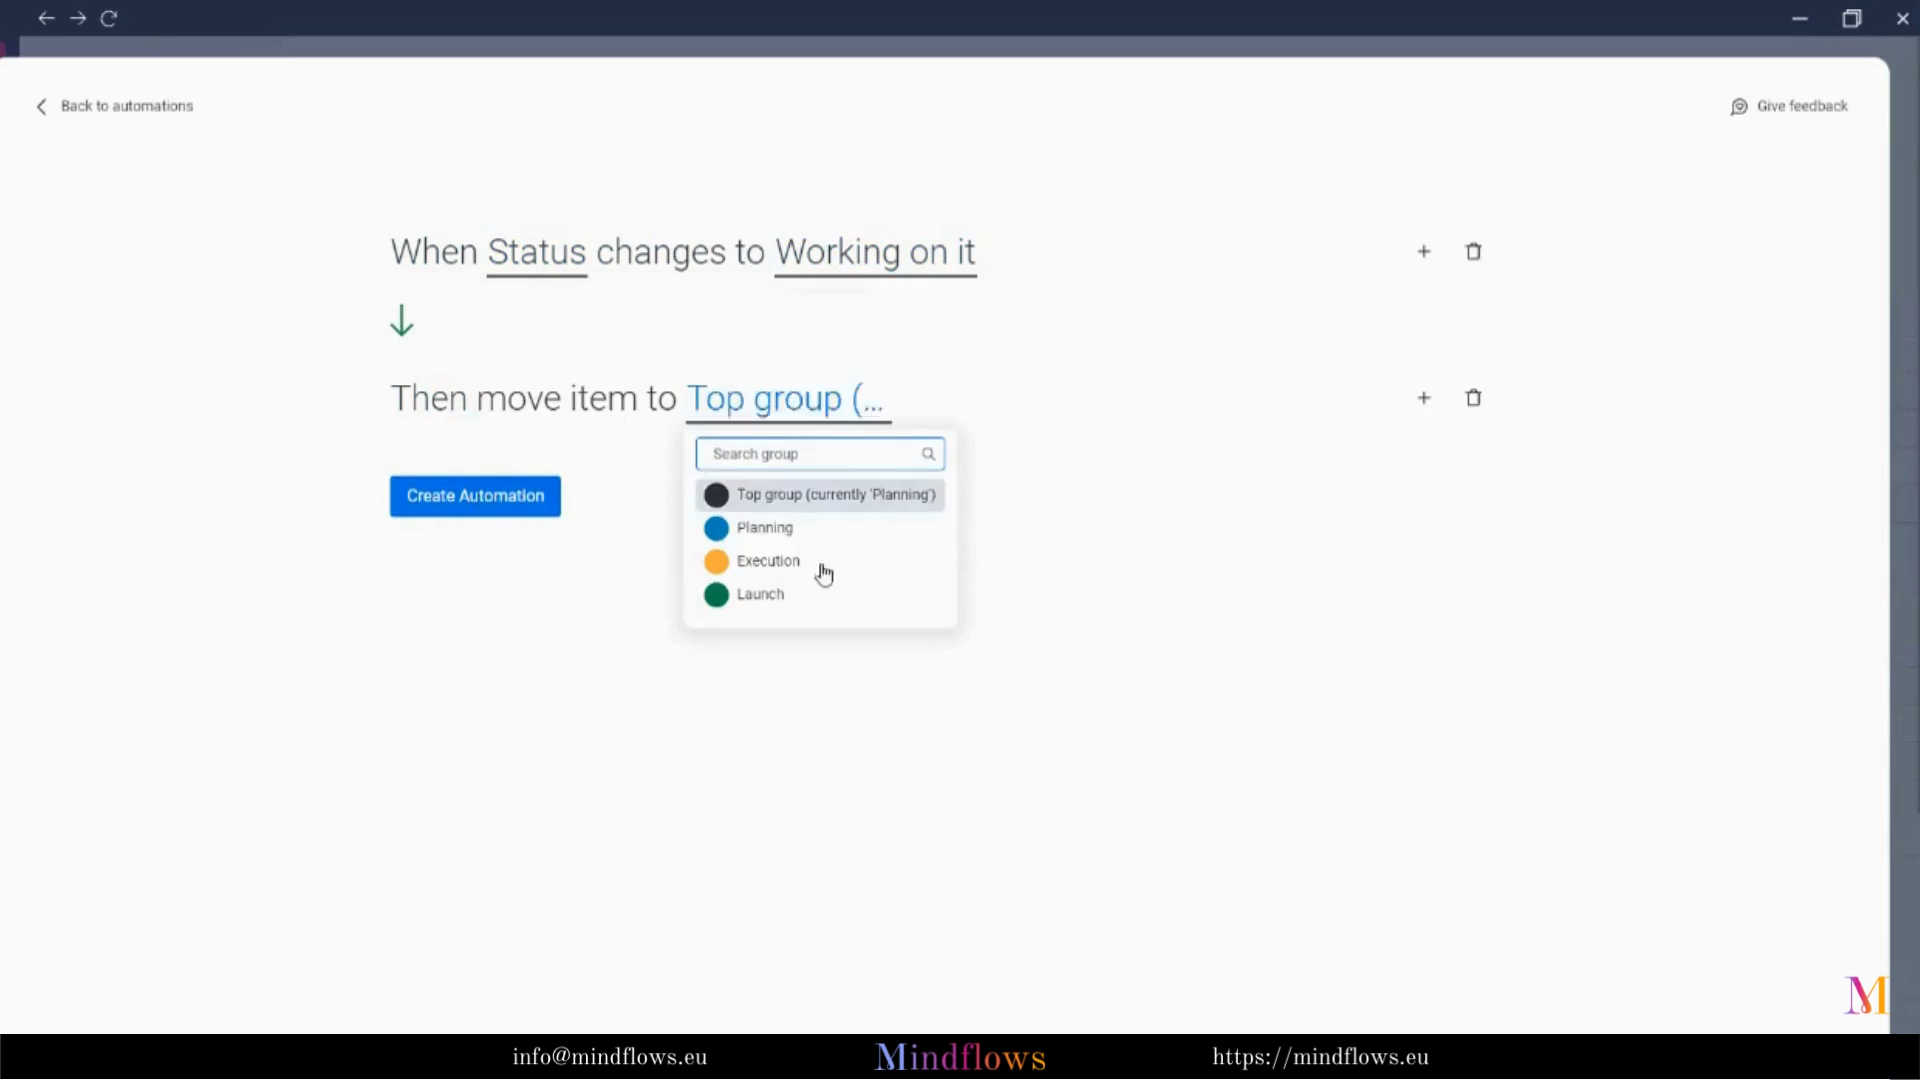 Back to automations
Give feedback
When Status changes to Working on it
Then move item to Top group (...
Search group
Top group (currently 'Planning')
Planning
Execution
Launch
Create Automation
M
info@mindflows.eu
Mindflows
https://mindflows.eu